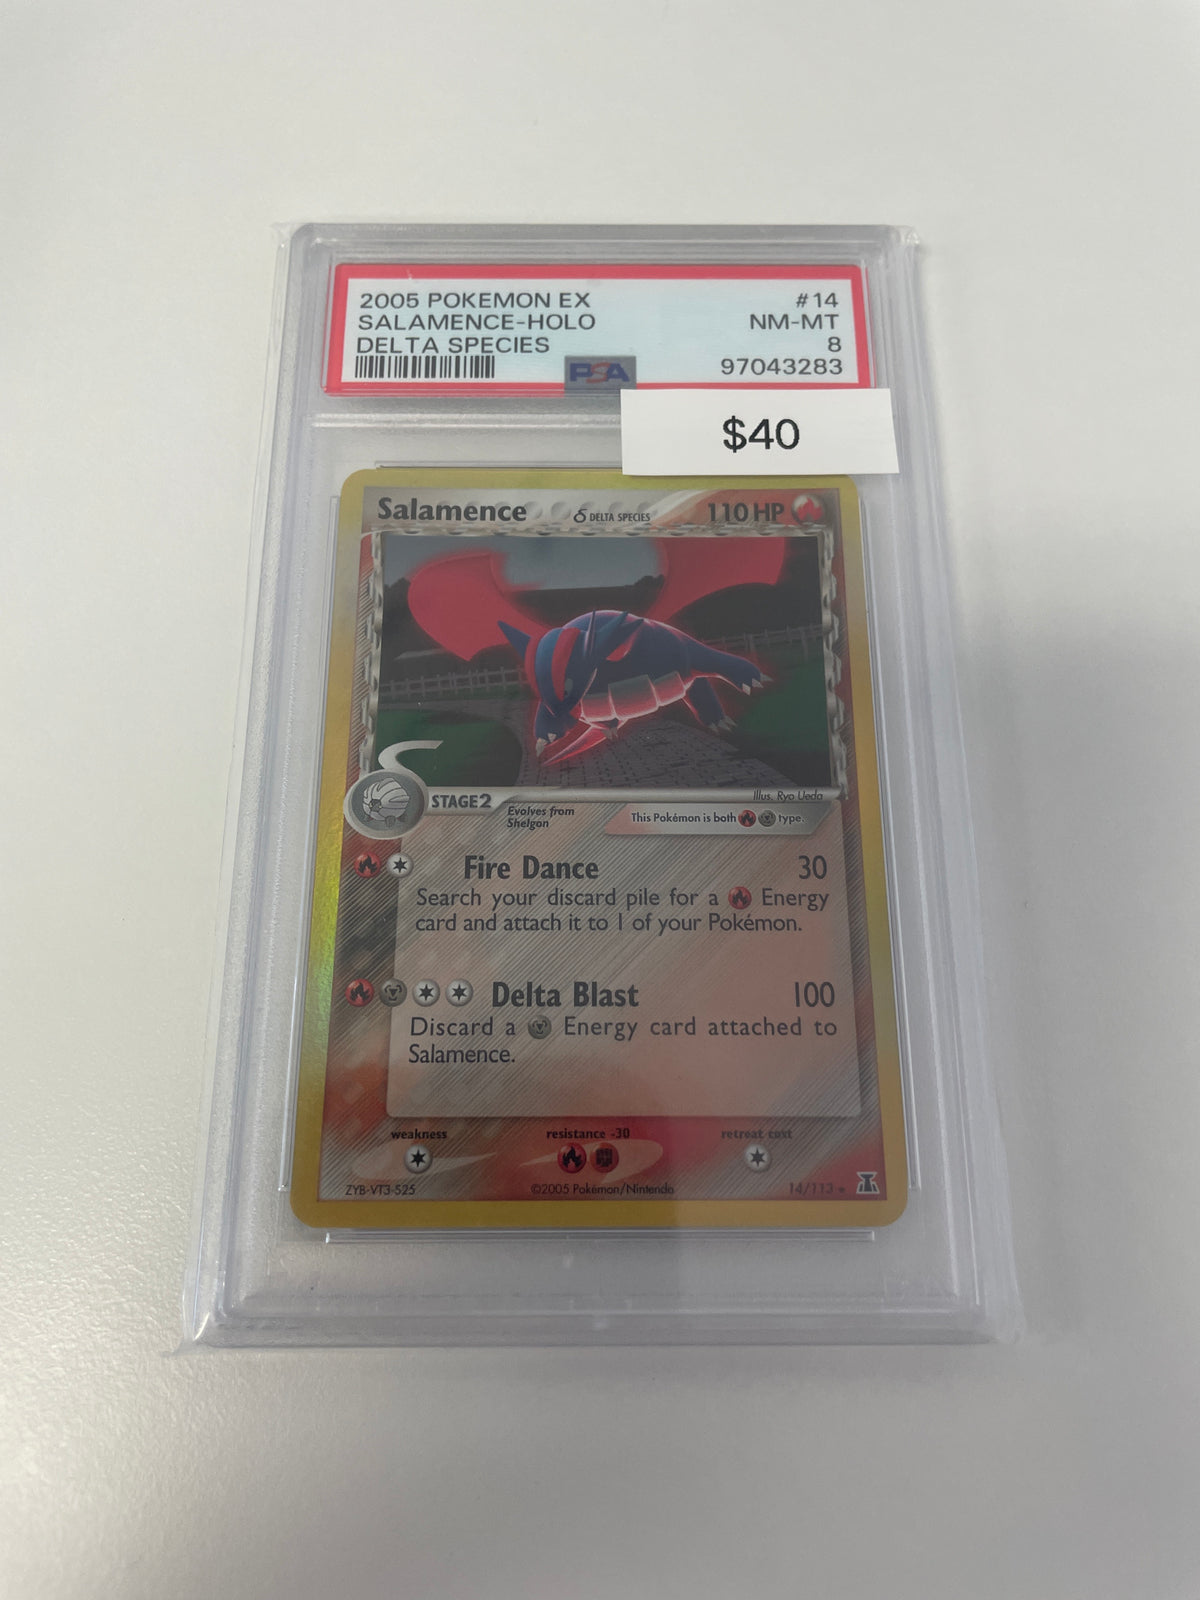 2005 POKEMON EX #14
SALAMENCE-HOLO NM-MT
DELTA SPECIES 8
PSA 97043283
$40
Salamence δ DELTA SPECIES 110 HP
Illus. Ryo Ueda
STAGE 2 Evolves from Shelgon
This Pokémon is both type.
Fire Dance 30
Search your discard pile for a Energy
card and attach it to 1 of your Pokémon.
Delta Blast 100
Discard a Energy card attached to
Salamence.
weakness resistance -30 retreat cost
ZYB-VT3-525 ©2005 Pokémon/Nintendo 14/113